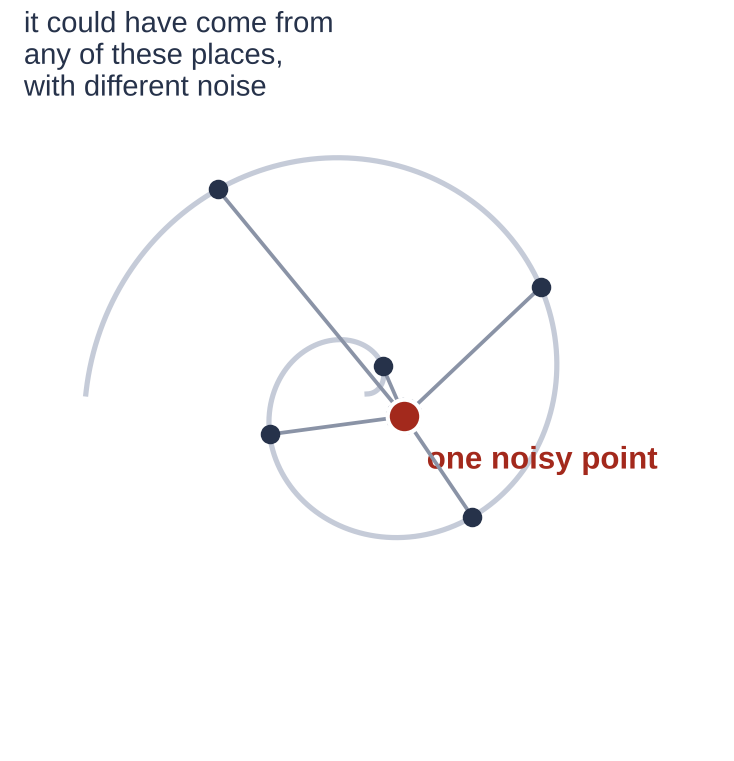 it could have come from
any of these places,
with different noise
one noisy point